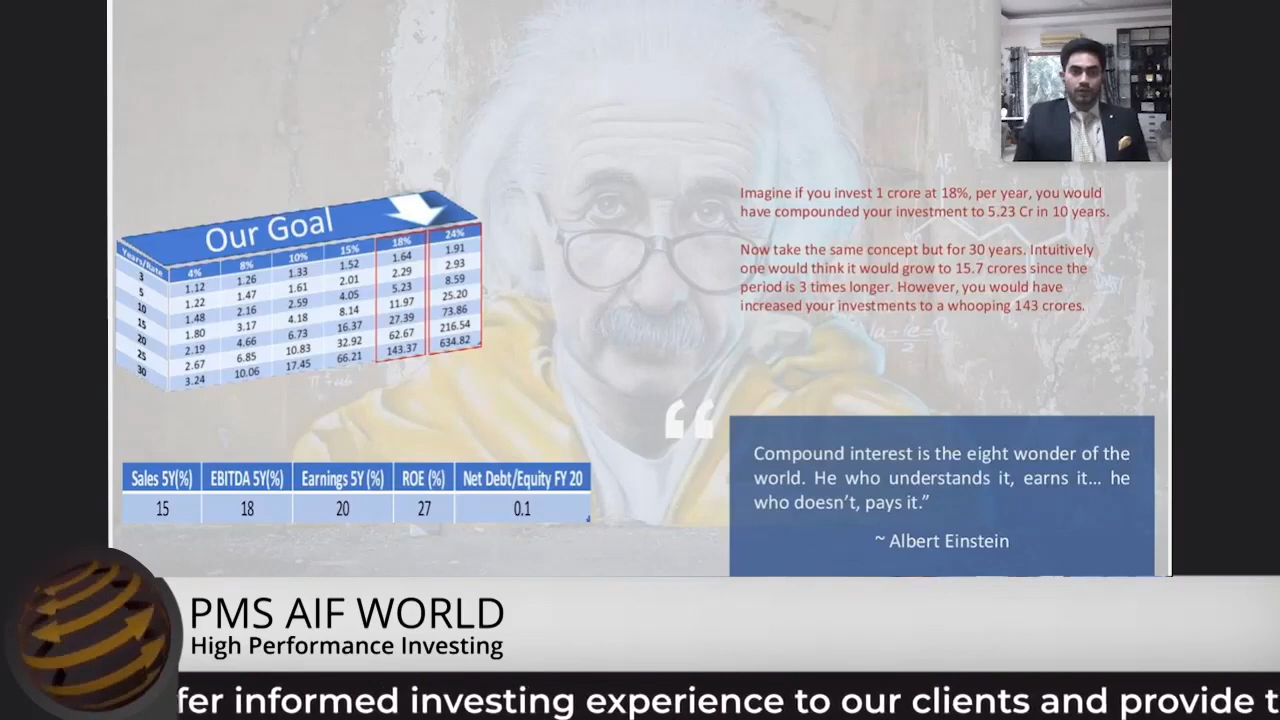 Our Goal
Years/Rate 4% 8% 10% 15% 18% 24%
3 1.12 1.26 1.33 1.52 1.64 1.91
5 1.22 1.47 1.61 2.01 2.29 2.93
10 1.48 2.16 2.59 4.05 5.23 8.59
15 1.80 3.17 4.18 8.14 11.97 25.20
20 2.19 4.66 6.73 16.37 27.39 73.86
25 2.67 6.85 10.83 32.92 62.67 216.54
30 3.24 10.06 17.45 66.21 143.37 634.82
Imagine if you invest 1 crore at 18%, per year, you would
have compounded your investment to 5.23 Cr in 10 years.
Now take the same concept but for 30 years. Intuitively
one would think it would grow to 15.7 crores since the
period is 3 times longer. However, you would have
increased your investments to a whooping 143 crores.
Sales 5Y(%) EBITDA 5Y(%) Earnings 5Y (%) ROE (%) Net Debt/Equity FY 20
15 18 20 27 0.1
“
Compound interest is the eight wonder of the
world. He who understands it, earns it… he
who doesn’t, pays it.”
~ Albert Einstein
PMS AIF WORLD
High Performance Investing
fer informed investing experience to our clients and provide t